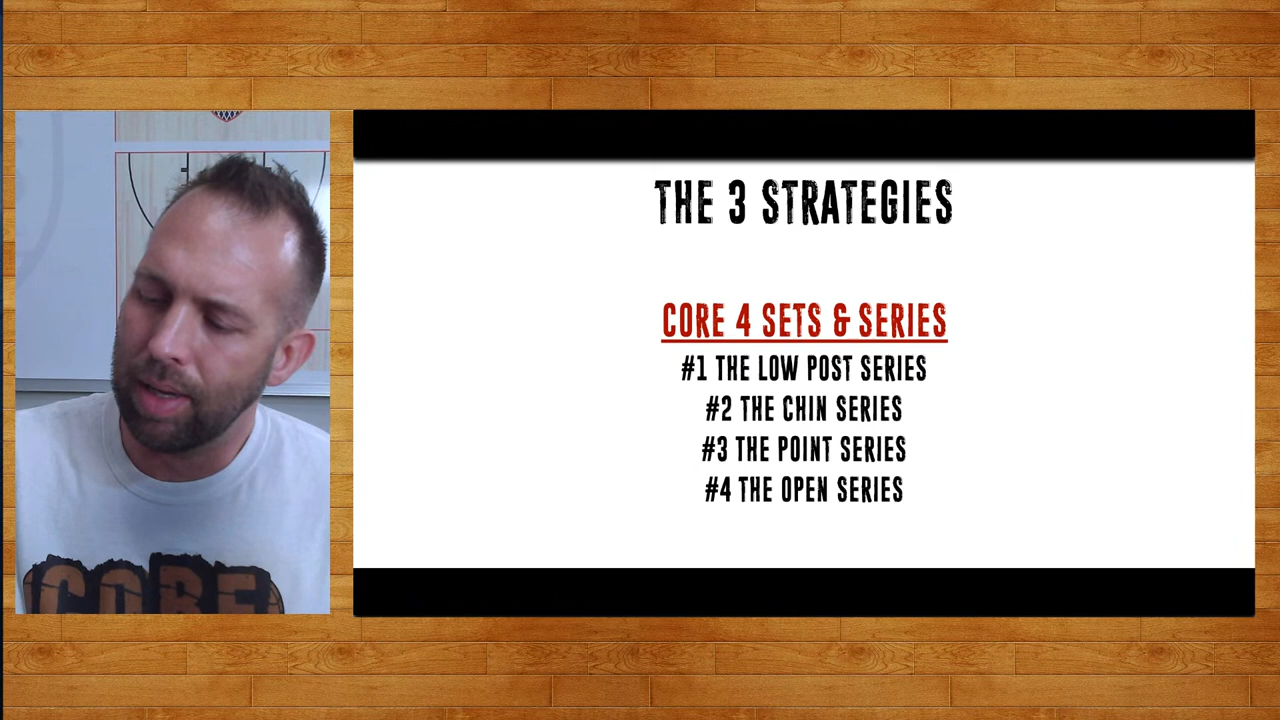 THE 3 STRATEGIES
CORE 4 SETS & SERIES
#1 THE LOW POST SERIES
#2 THE CHIN SERIES
#3 THE POINT SERIES
#4 THE OPEN SERIES
CORE